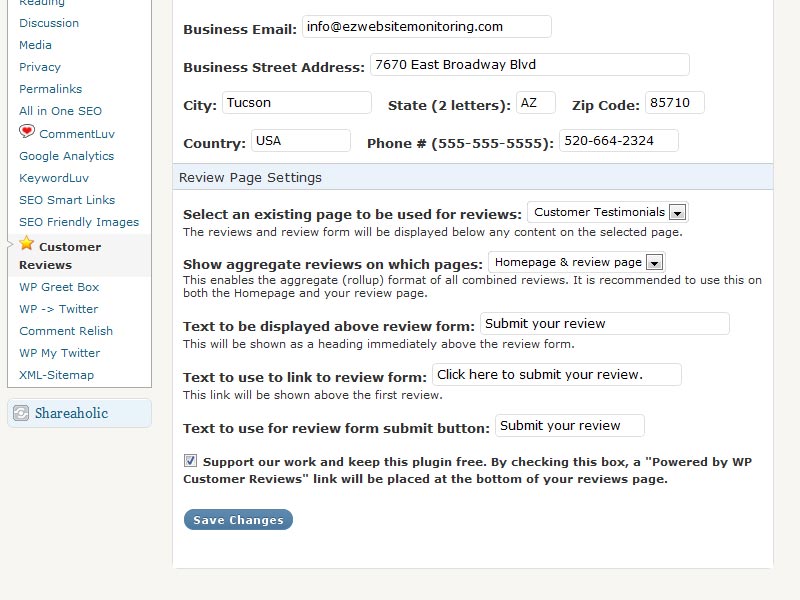 Reading
Discussion
Media
Privacy
Permalinks
All in One SEO
CommentLuv
Google Analytics
KeywordLuv
SEO Smart Links
SEO Friendly Images
Customer
Reviews
WP Greet Box
WP -> Twitter
Comment Relish
WP My Twitter
XML-Sitemap
Shareaholic
Business Email: info@ezwebsitemonitoring.com
Business Street Address: 7670 East Broadway Blvd
City: Tucson State (2 letters): AZ Zip Code: 85710
Country: USA Phone # (555-555-5555): 520-664-2324
Review Page Settings
Select an existing page to be used for reviews: Customer Testimonials
The reviews and review form will be displayed below any content on the selected page.
Show aggregate reviews on which pages: Homepage & review page
This enables the aggregate (rollup) format of all combined reviews. It is recommended to use this on
both the Homepage and your review page.
Text to be displayed above review form: Submit your review
This will be shown as a heading immediately above the review form.
Text to use to link to review form: Click here to submit your review.
This link will be shown above the first review.
Text to use for review form submit button: Submit your review
Support our work and keep this plugin free. By checking this box, a "Powered by WP
Customer Reviews" link will be placed at the bottom of your reviews page.
Save Changes